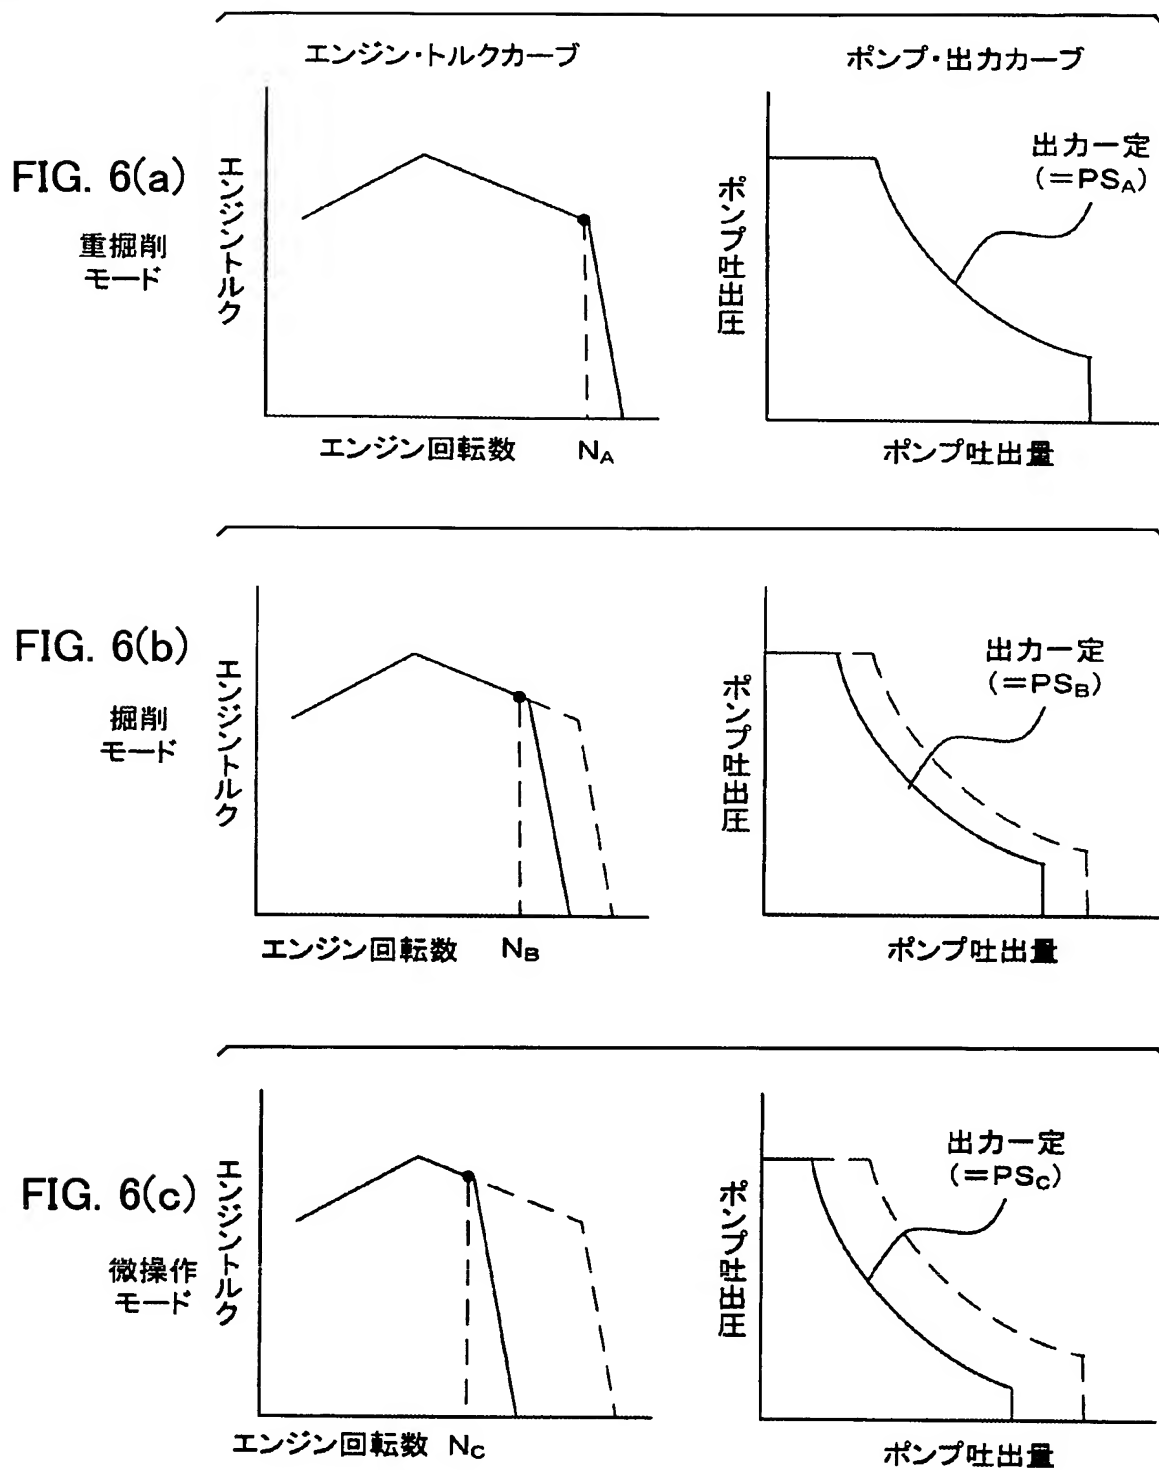 エンジン・トルクカーブ
ポンプ・出力カーブ
FIG. 6(a)
重掘削
モード
エンジントルク
エンジン回転数 NA
ポンプ吐出圧
出力一定
(=PSA)
ポンプ吐出量
FIG. 6(b)
掘削
モード
エンジントルク
エンジン回転数 NB
ポンプ吐出圧
出力一定
(=PSB)
ポンプ吐出量
FIG. 6(c)
微操作
モード
エンジントルク
エンジン回転数 NC
ポンプ吐出圧
出力一定
(=PSC)
ポンプ吐出量